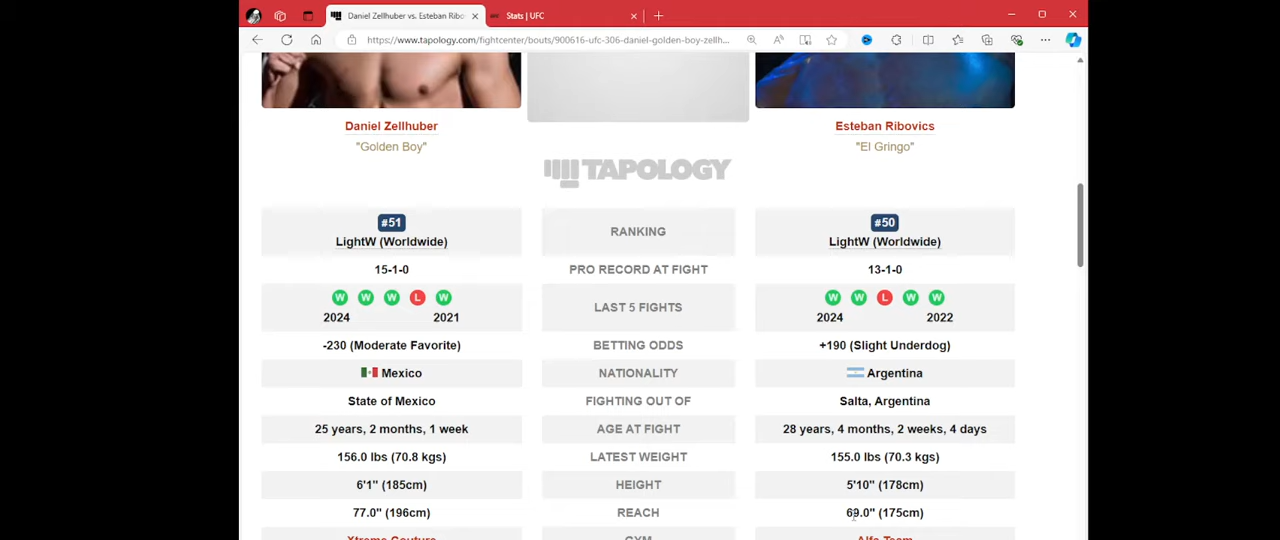 Daniel Zellhuber vs. Esteban Ribo
Stats | UFC
https://www.tapology.com/fightcenter/bouts/900616-ufc-306-daniel-golden-boy-zellh...
Daniel Zellhuber
Esteban Ribovics
"Golden Boy"
"El Gringo"
TAPOLOGY
#51
LightW (Worldwide)
RANKING
#50
LightW (Worldwide)
15-1-0
PRO RECORD AT FIGHT
13-1-0
W W W L W
2024 2021
LAST 5 FIGHTS
W W L W W
2024 2022
-230 (Moderate Favorite)
BETTING ODDS
+190 (Slight Underdog)
Mexico
NATIONALITY
Argentina
State of Mexico
FIGHTING OUT OF
Salta, Argentina
25 years, 2 months, 1 week
AGE AT FIGHT
28 years, 4 months, 2 weeks, 4 days
156.0 lbs (70.8 kgs)
LATEST WEIGHT
155.0 lbs (70.3 kgs)
6'1" (185cm)
HEIGHT
5'10" (178cm)
77.0" (196cm)
REACH
69.0" (175cm)
Xtreme Couture
GYM
Alfa Team